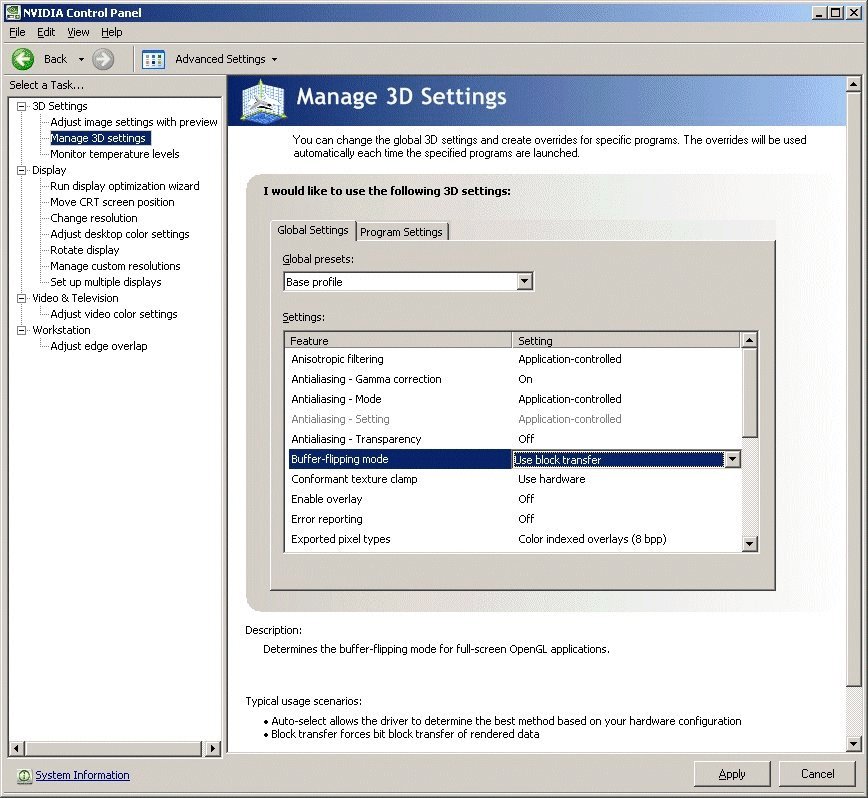 NVIDIA Control Panel
File Edit View Help
Back Advanced Settings
Select a Task...
3D Settings
Adjust image settings with preview
Manage 3D settings
Monitor temperature levels
Display
Run display optimization wizard
Move CRT screen position
Change resolution
Adjust desktop color settings
Rotate display
Manage custom resolutions
Set up multiple displays
Video & Television
Adjust video color settings
Workstation
Adjust edge overlap
System Information
Manage 3D Settings
You can change the global 3D settings and create overrides for specific programs. The overrides will be used
automatically each time the specified programs are launched.
I would like to use the following 3D settings:
Global Settings Program Settings
Global presets:
Base profile
Settings:
Feature Setting
Anisotropic filtering Application-controlled
Antialiasing - Gamma correction On
Antialiasing - Mode Application-controlled
Antialiasing - Setting Application-controlled
Antialiasing - Transparency Off
Buffer-flipping mode Use block transfer
Conformant texture clamp Use hardware
Enable overlay Off
Error reporting Off
Exported pixel types Color indexed overlays (8 bpp)
Description:
Determines the buffer-flipping mode for full-screen OpenGL applications.
Typical usage scenarios:
• Auto-select allows the driver to determine the best method based on your hardware configuration
• Block transfer forces bit block transfer of rendered data
Apply Cancel